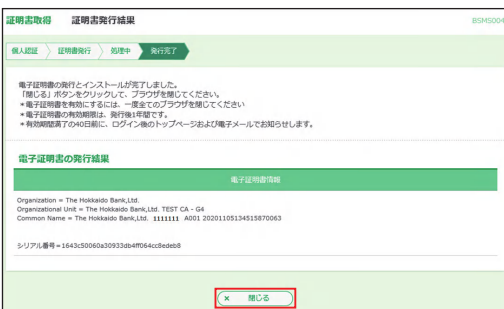 証明書取得 証明書発行結果 BSMS004
個人認証 証明書発行 処理中 発行完了
電子証明書の発行とインストールが完了しました。
「閉じる」ボタンをクリックして、ブラウザを閉じてください。
＊電子証明書を有効にするには、一度全てのブラウザを閉じてください
＊電子証明書の有効期限は、発行後1年間です。
＊有効期間満了の40日前に、ログイン後のトップページおよび電子メールでお知らせします。
電子証明書の発行結果
電子証明書情報
Organization = The Hokkaido Bank,Ltd.
Organizational Unit = The Hokkaido Bank,Ltd. TEST CA - G4
Common Name = The Hokkaido Bank,Ltd. 1111111 A001 20201105134515870063
シリアル番号=1643c50060a30933db4ff064cc8edeb8
× 閉じる